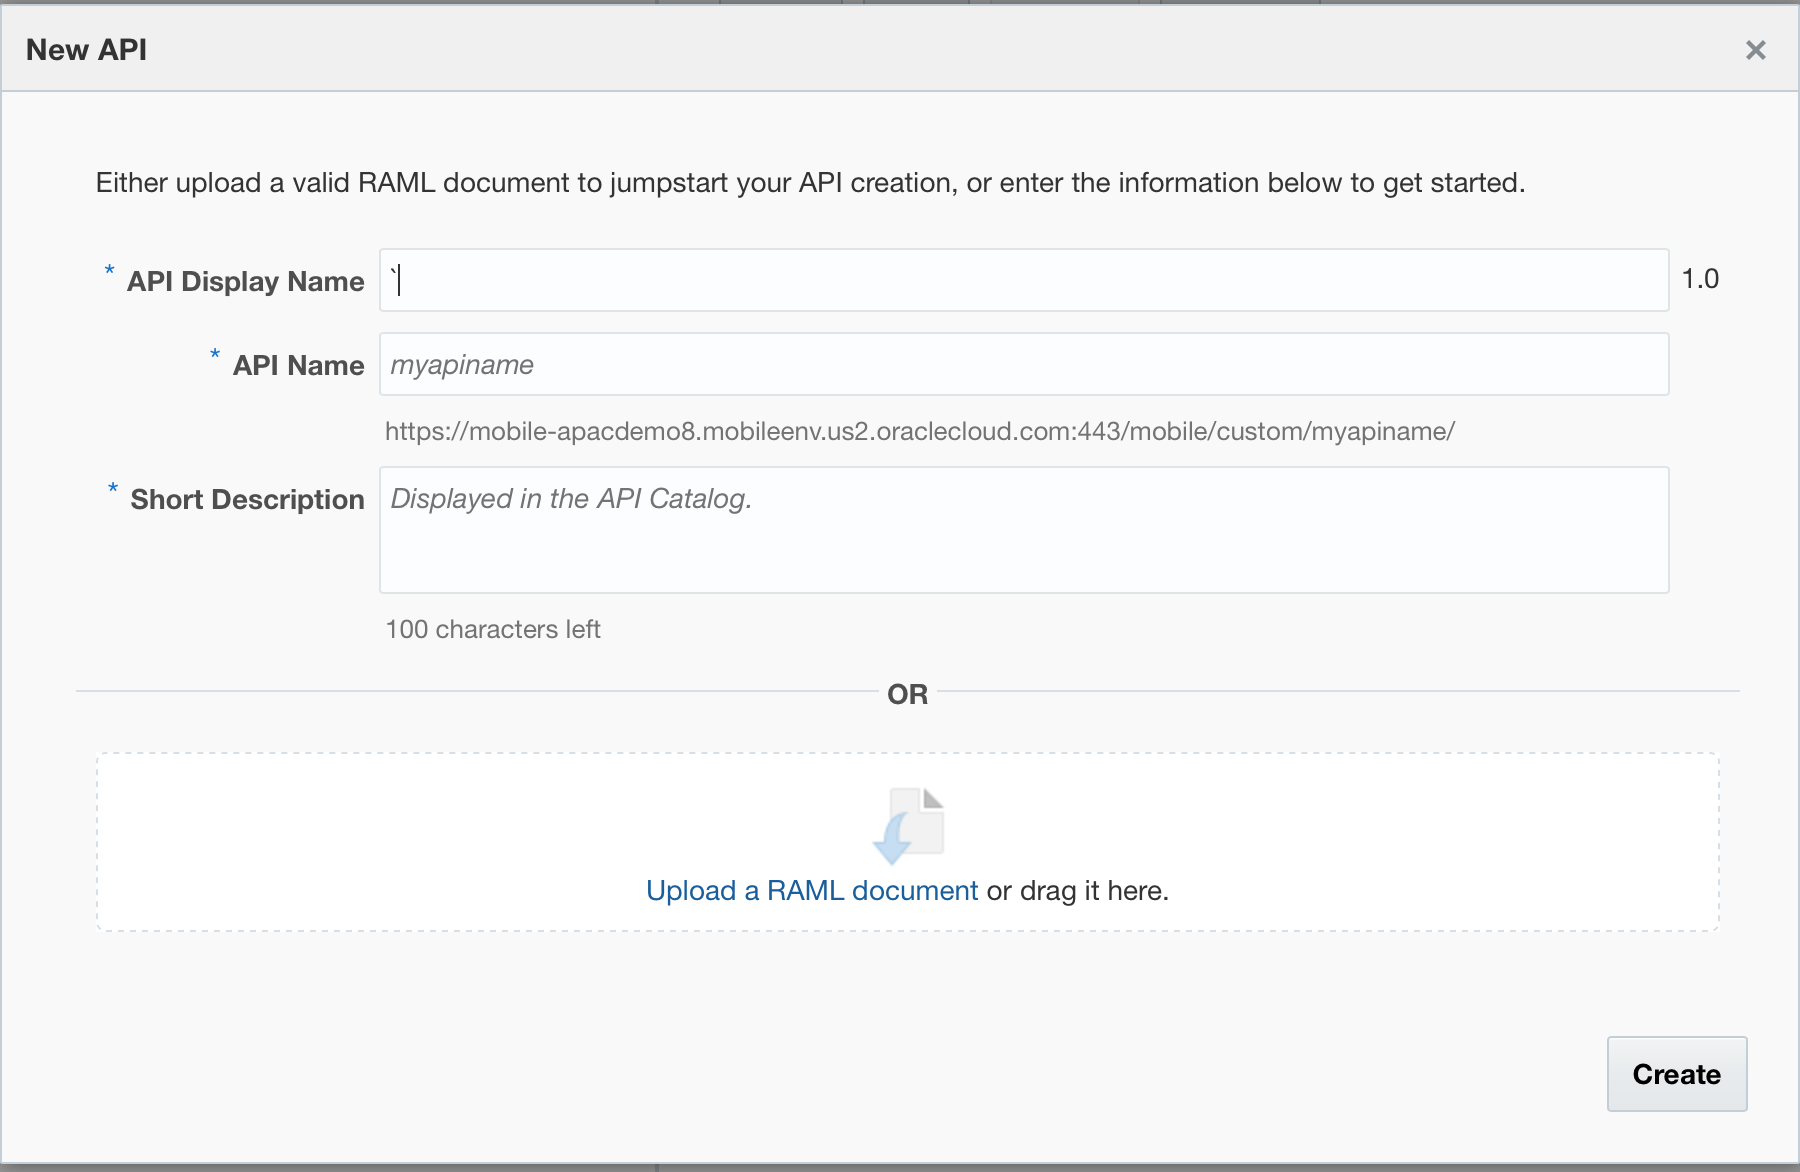 New API
Either upload a valid RAML document to jumpstart your API creation, or enter the information below to get started.
* API Display Name ` 1.0
* API Name myapiname
https://mobile-apacdemo8.mobileenv.us2.oraclecloud.com:443/mobile/custom/myapiname/
* Short Description Displayed in the API Catalog.
100 characters left
OR
Upload a RAML document or drag it here.
Create